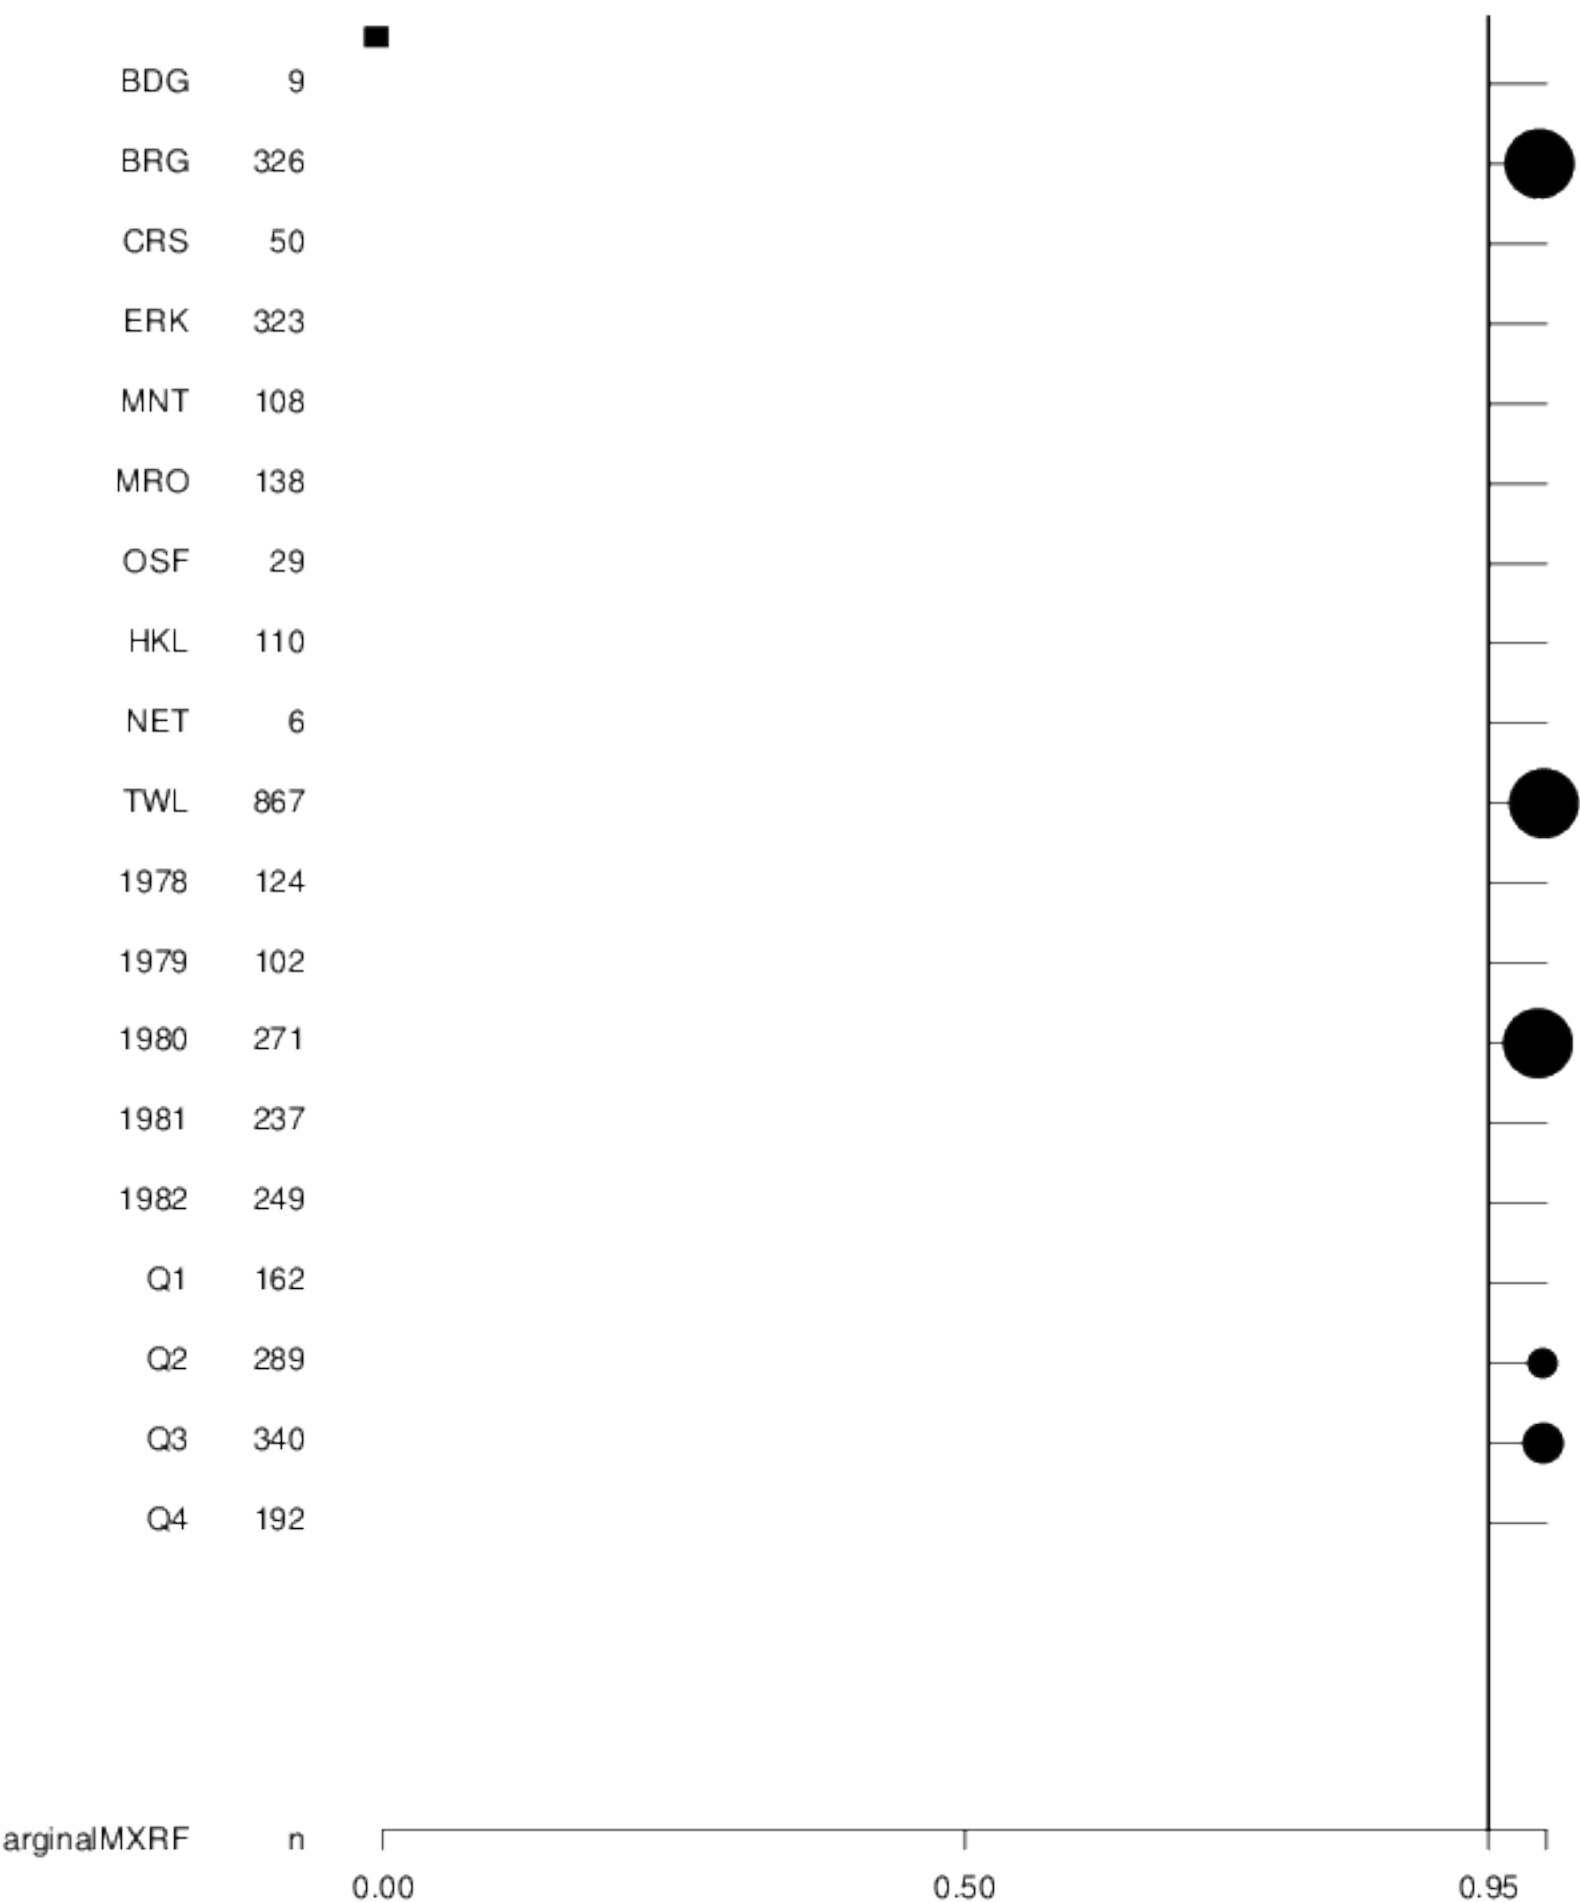 BDG 9
BRG 326
CRS 50
ERK 323
MNT 108
MRO 138
OSF 29
HKL 110
NET 6
TWL 867
1978 124
1979 102
1980 271
1981 237
1982 249
Q1 162
Q2 289
Q3 340
Q4 192
arginalMXRF n
0.00 0.50 0.95